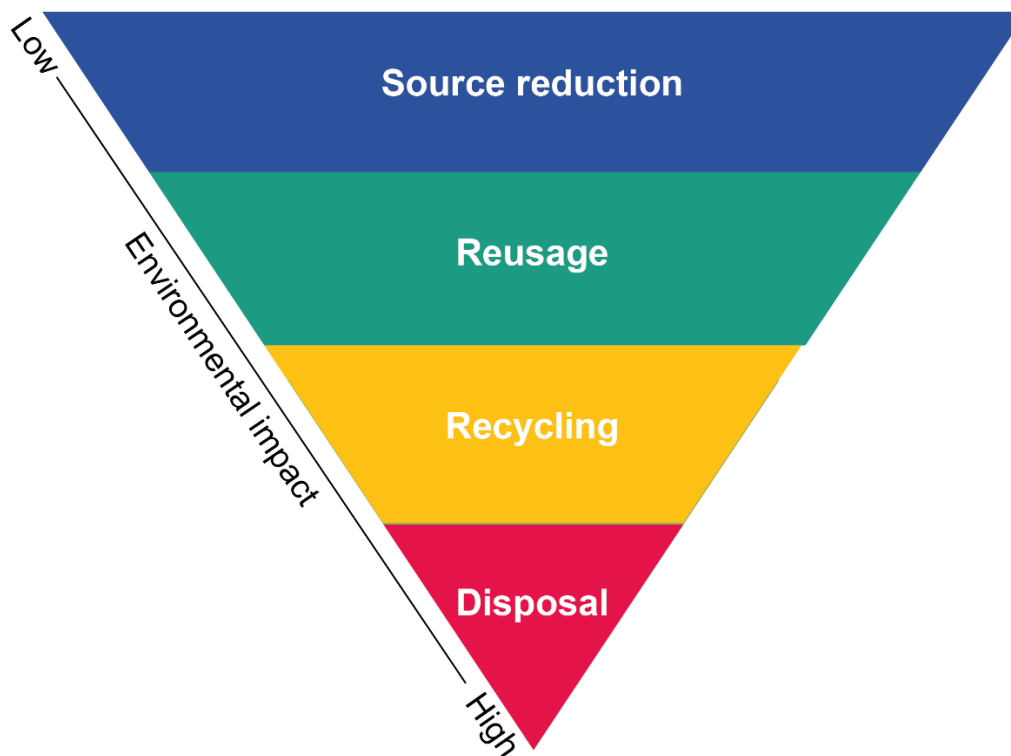 Low
Source reduction
Reusage
Environmental impact
Recycling
Disposal
High